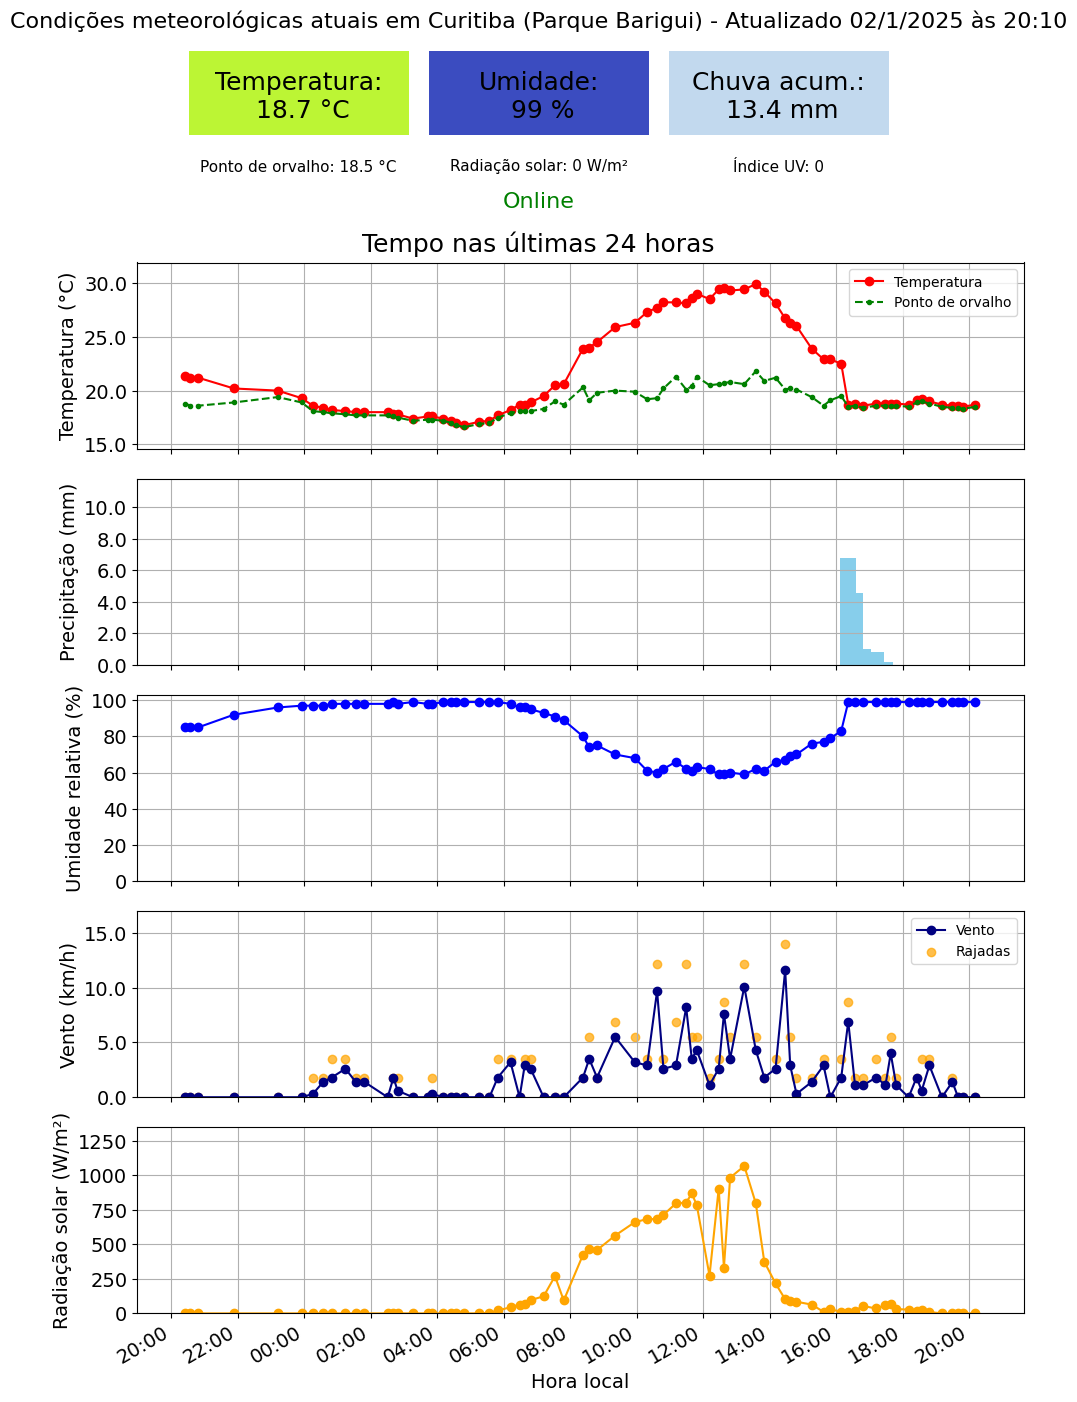 Condições meteorológicas atuais em Curitiba (Parque Barigui) - Atualizado 02/1/2025 às 20:10
Temperatura:
18.7 °C
Umidade:
99 %
Chuva acum.:
13.4 mm
Ponto de orvalho: 18.5 °C
Radiação solar: 0 W/m²
Índice UV: 0
Online
Tempo nas últimas 24 horas
Temperatura (°C)
30.0
25.0
20.0
15.0
Temperatura
Ponto de orvalho
Precipitação (mm)
10.0
8.0
6.0
4.0
2.0
0.0
Umidade relativa (%)
100
80
60
40
20
0
Vento (km/h)
15.0
10.0
5.0
0.0
Vento
Rajadas
Radiação solar (W/m²)
1250
1000
750
500
250
0
20:00
22:00
00:00
02:00
04:00
06:00
08:00
10:00
12:00
14:00
16:00
18:00
20:00
Hora local